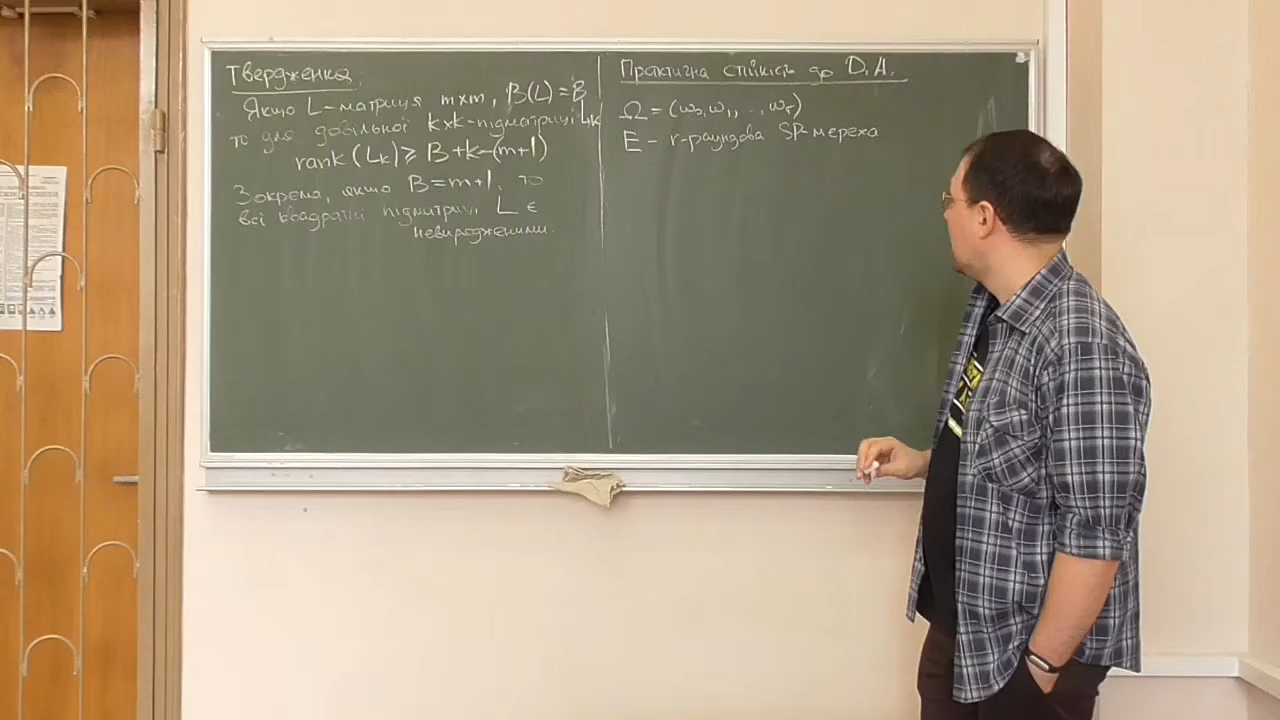 Твердження:
Якщо L-матриця m×m, B(L)=B
то для довільної k×k-підматриці Lₖ
rank(Lₖ) ⩾ B+k-(m+1)
Зокрема, якщо B=m+1, то
всі квадратні підматриці L є
невиродженими.
Практична стійкість до D.A.
Ω = (ω₀,ω₁,...,ωᵣ)
E - r-раундова SP-мережа